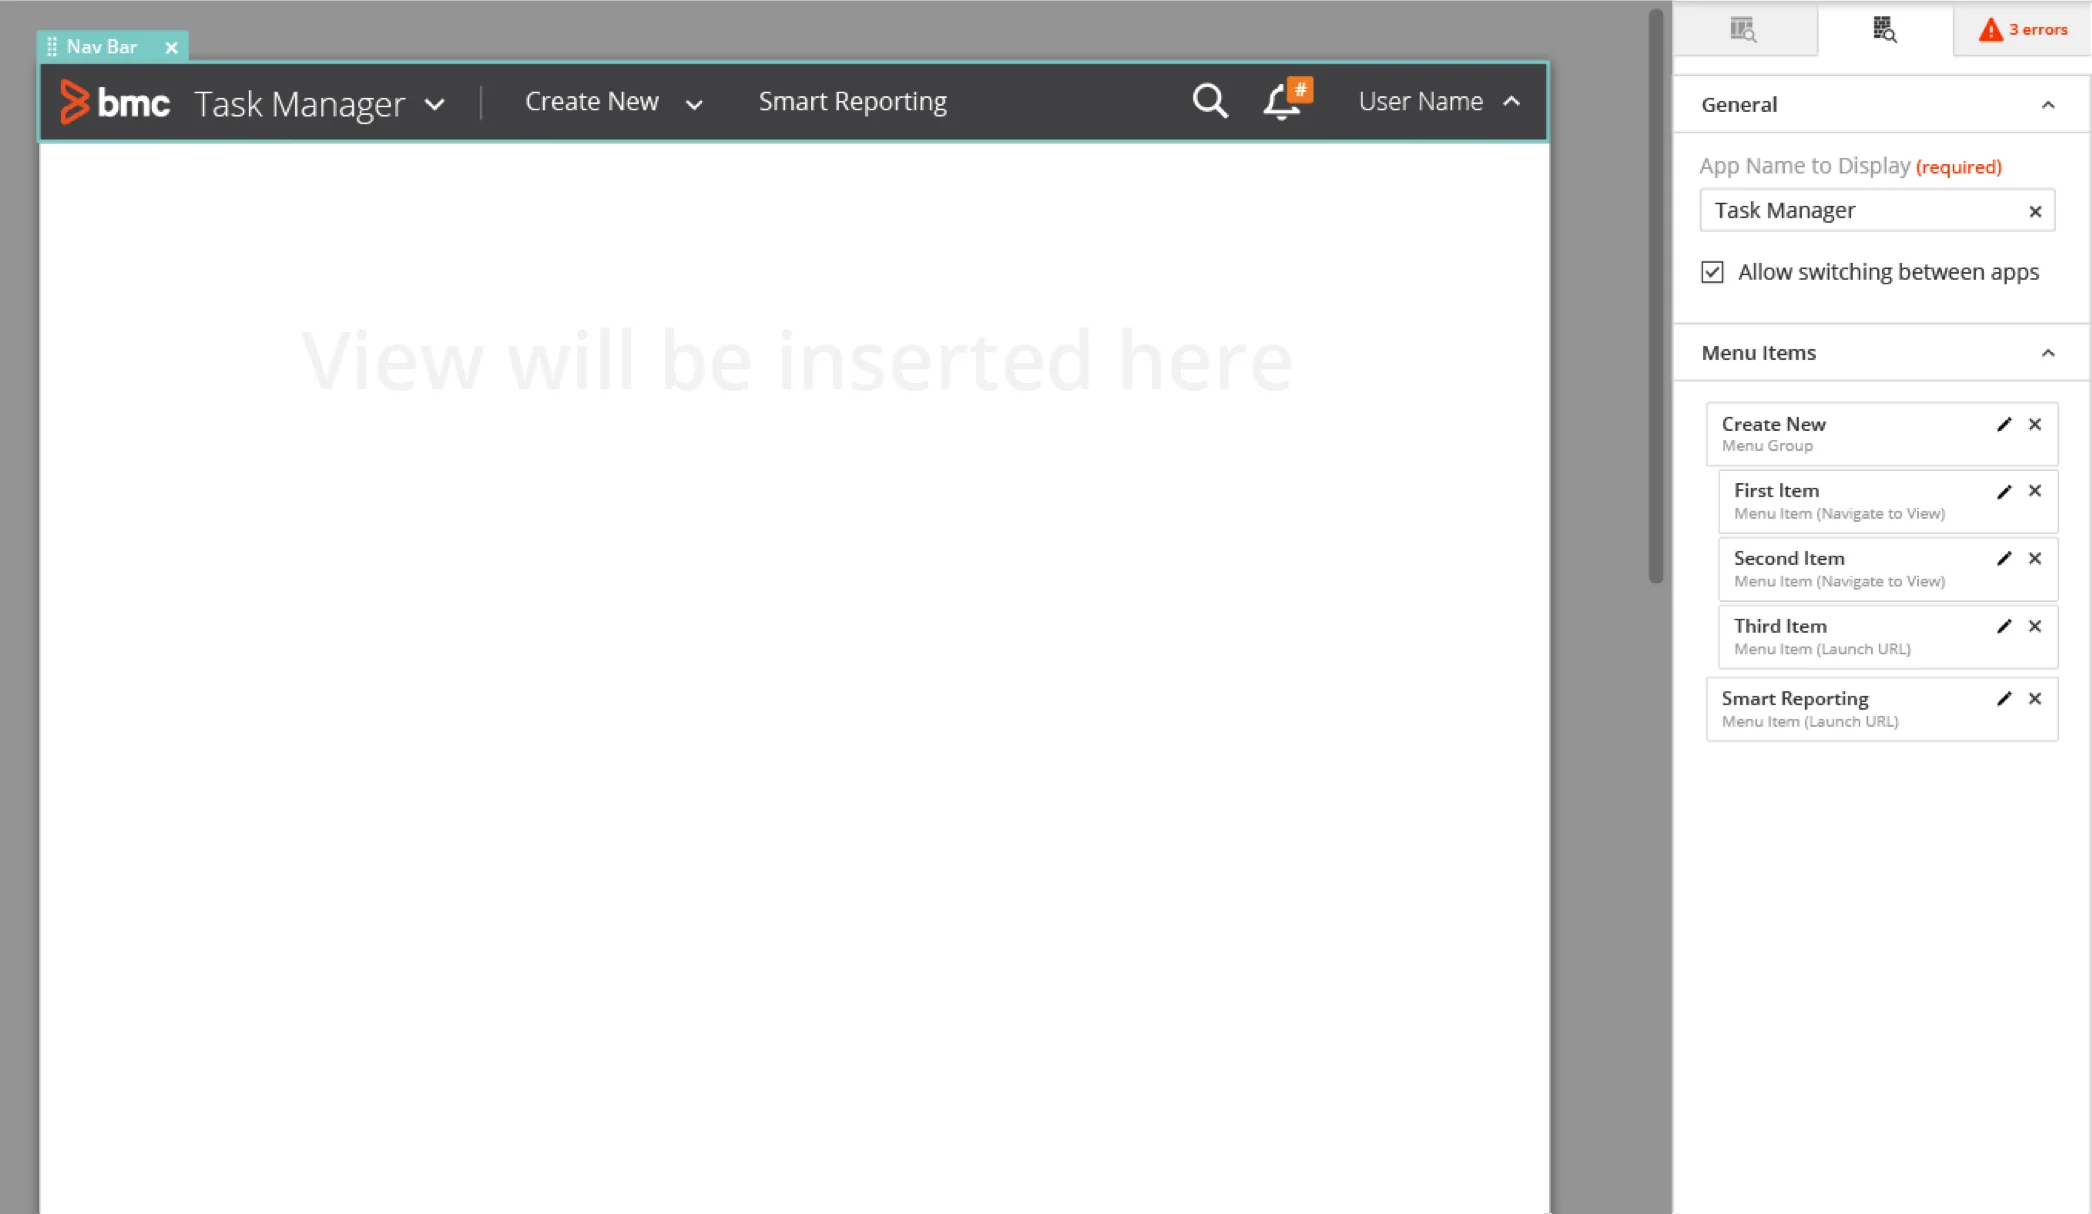 Nav Bar
bmc Task Manager Create New Smart Reporting # User Name
View will be inserted here
3 errors
General
App Name to Display (required)
Task Manager
Allow switching between apps
Menu Items
Create New
Menu Group
First Item
Menu Item (Navigate to View)
Second Item
Menu Item (Navigate to View)
Third Item
Menu Item (Launch URL)
Smart Reporting
Menu Item (Launch URL)